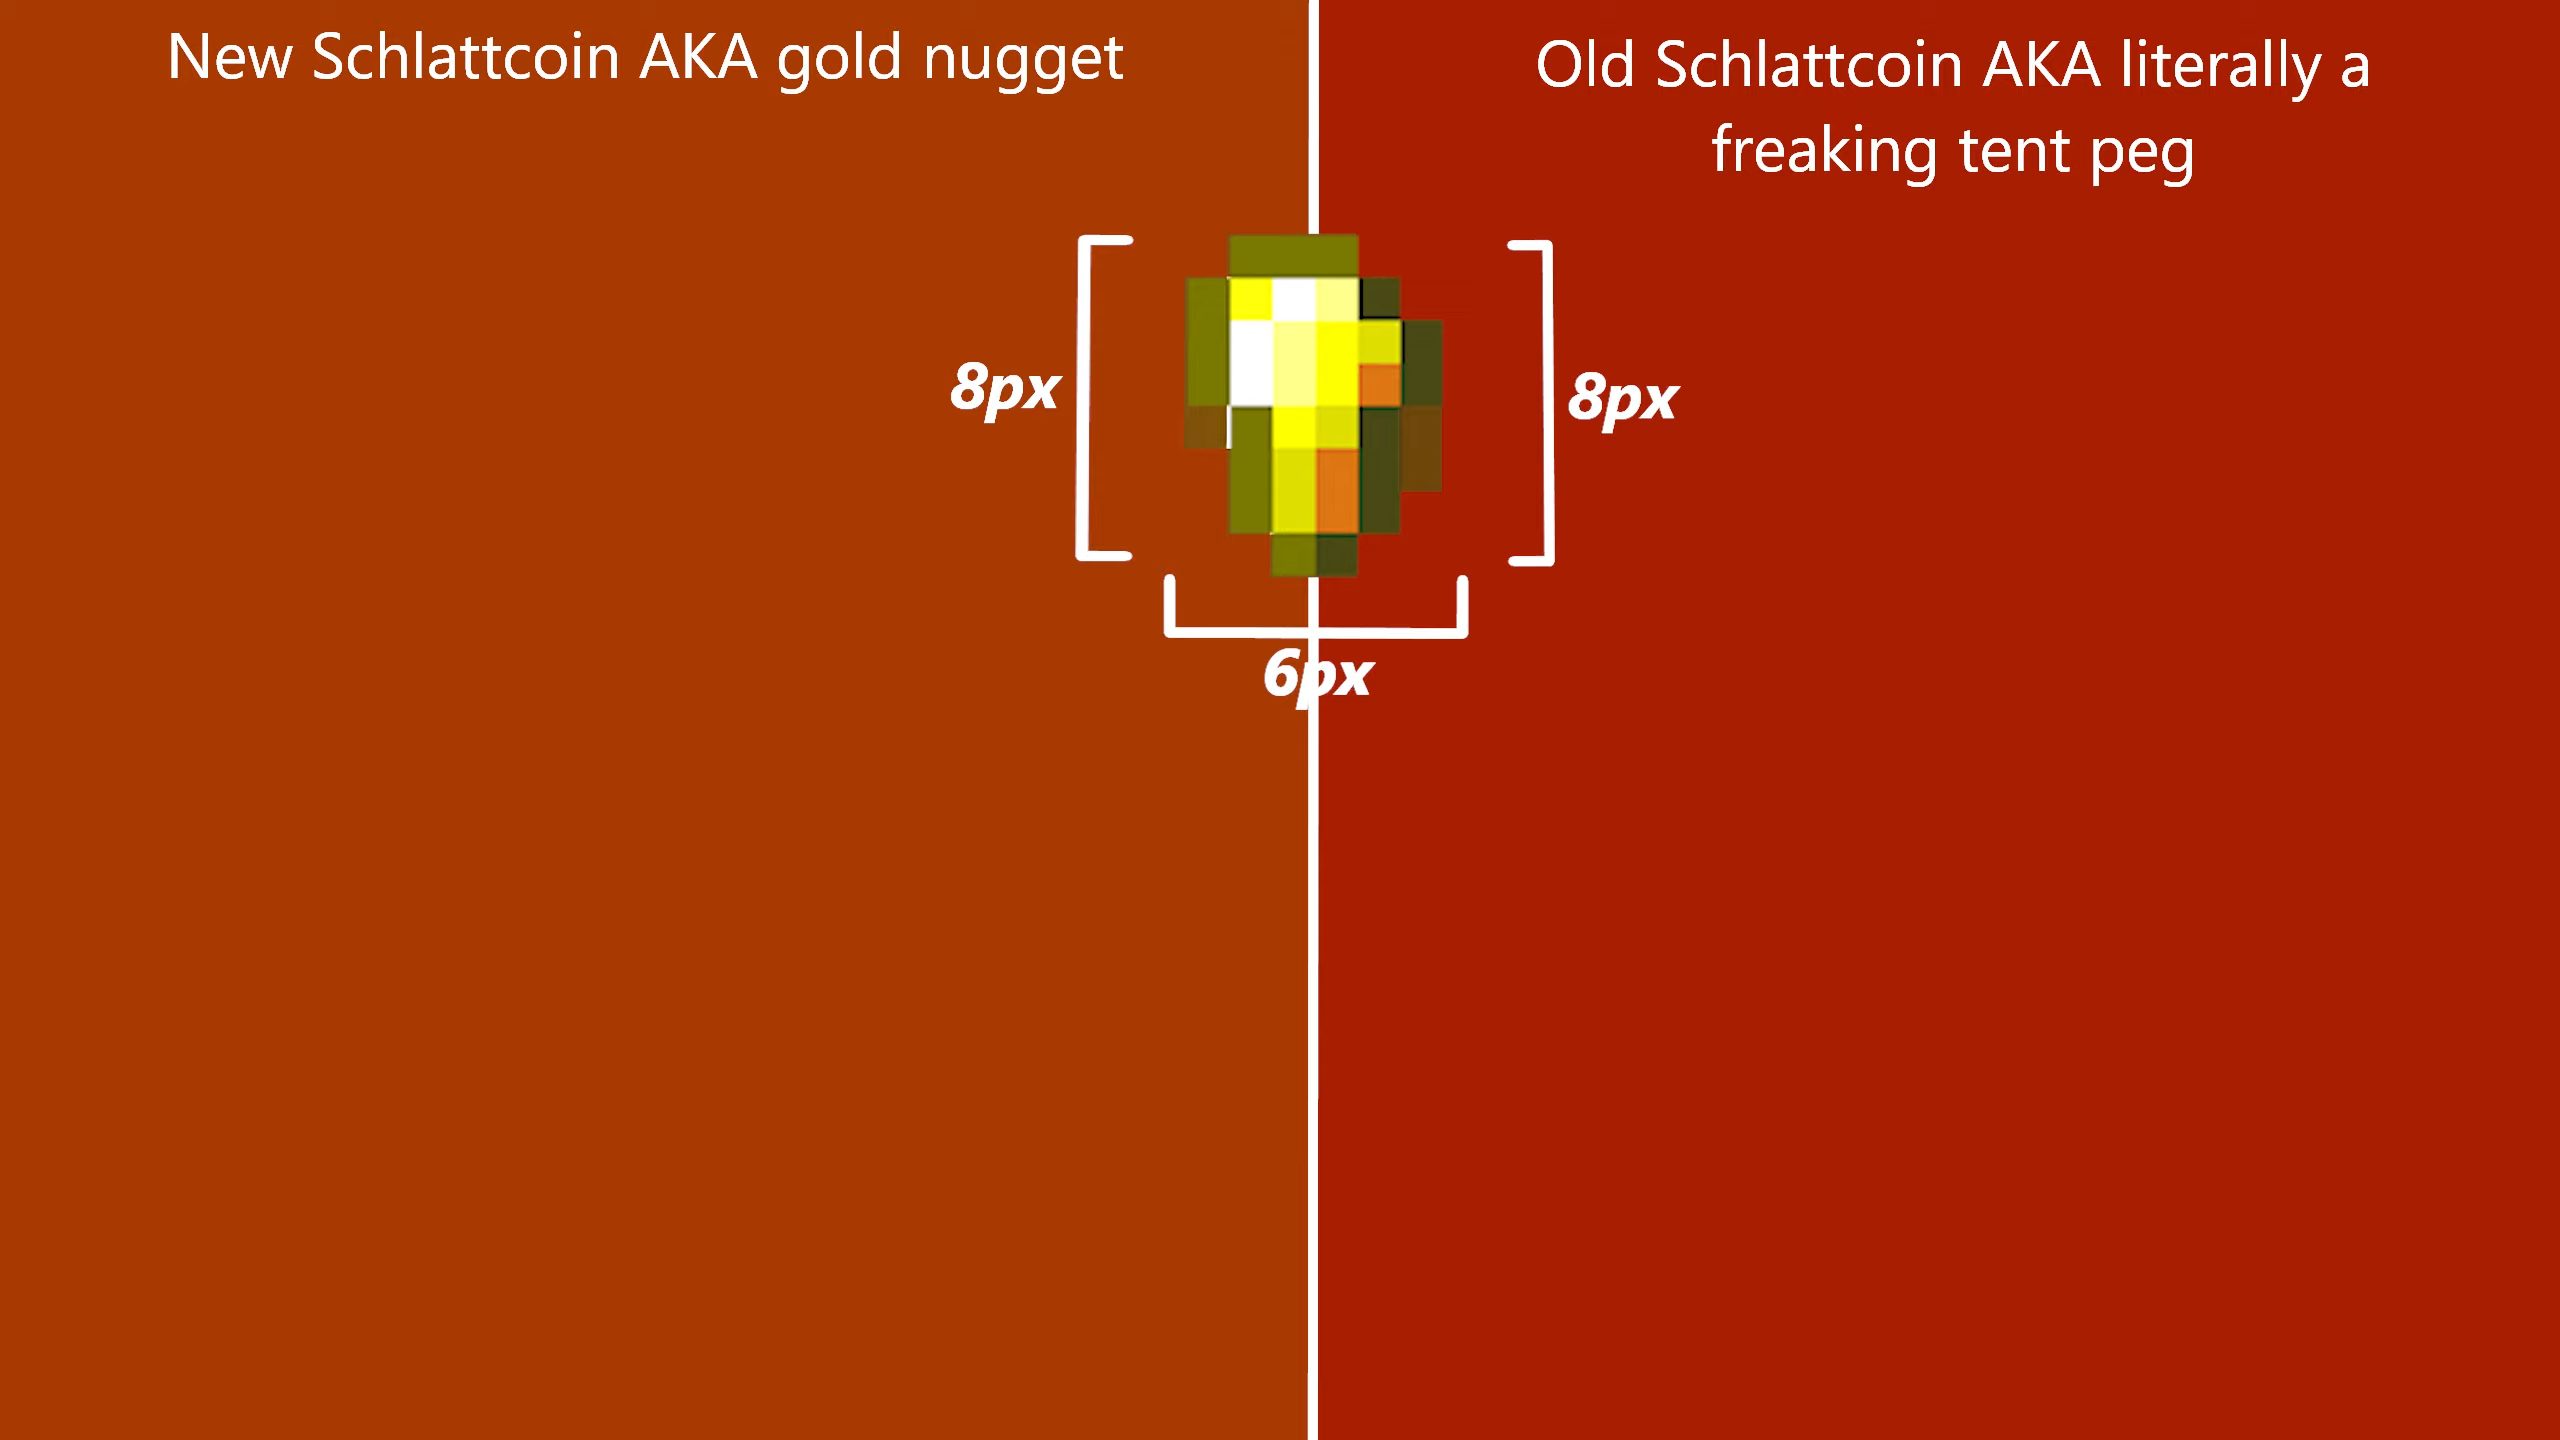 New Schlattcoin AKA gold nugget
Old Schlattcoin AKA literally a
freaking tent peg
8px
8px
6px